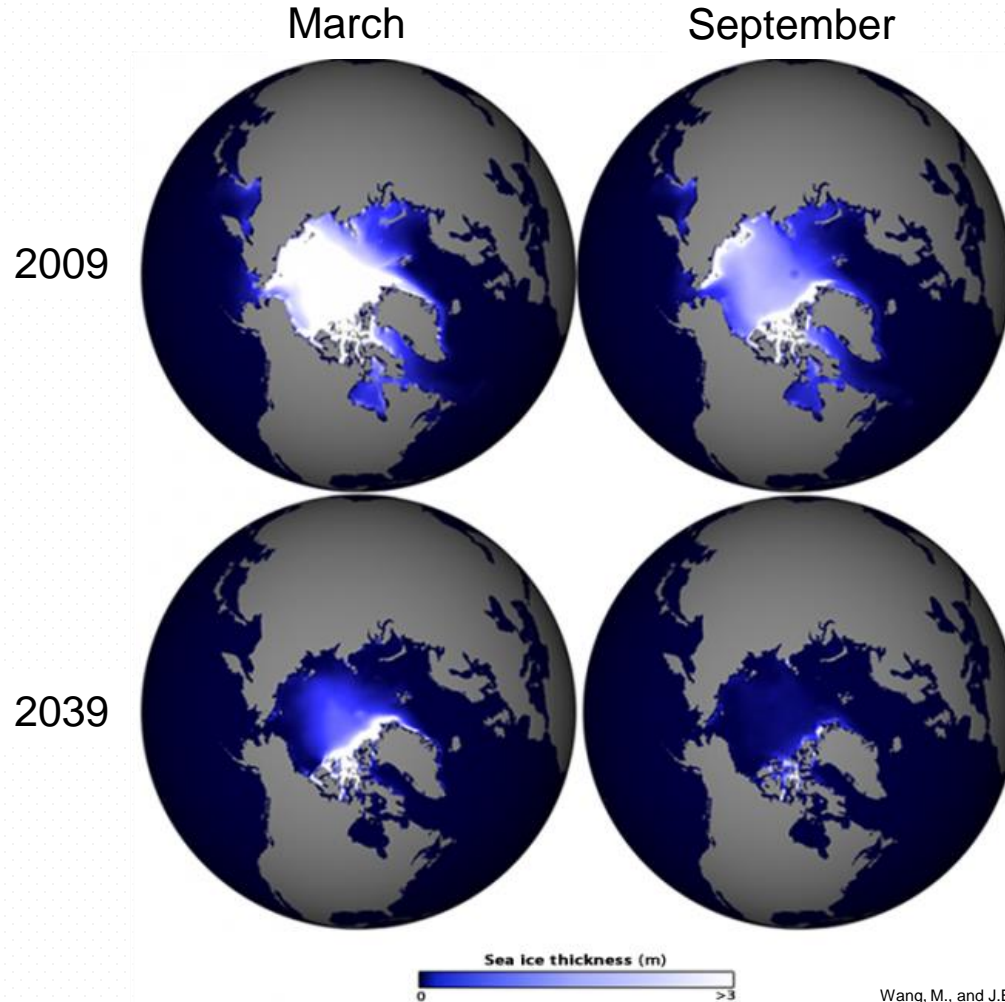 March September
2009
2039
Sea ice thickness (m)
0 >3
Wang, M., and J.E